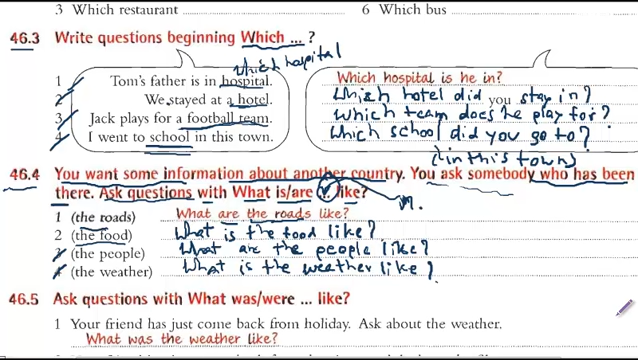 3 Which restaurant
6 Which bus
46.3 Write questions beginning Which ... ?
which hospital
1 Tom's father is in hospital.
2 We stayed at a hotel.
3 Jack plays for a football team.
4 I went to school in this town.
Which hospital is he in?
Which hotel did you stay in?
Which team does he play for?
Which school did you go to?
(in this town)
46.4 You want some information about another country. You ask somebody who has been
there. Ask questions with What is/are ... like?
1 (the roads) What are the roads like?
2 (the food) What is the food like?
3 (the people) What are the people like?
4 (the weather) What is the weather like?
46.5 Ask questions with What was/were ... like?
1 Your friend has just come back from holiday. Ask about the weather.
What was the weather like?